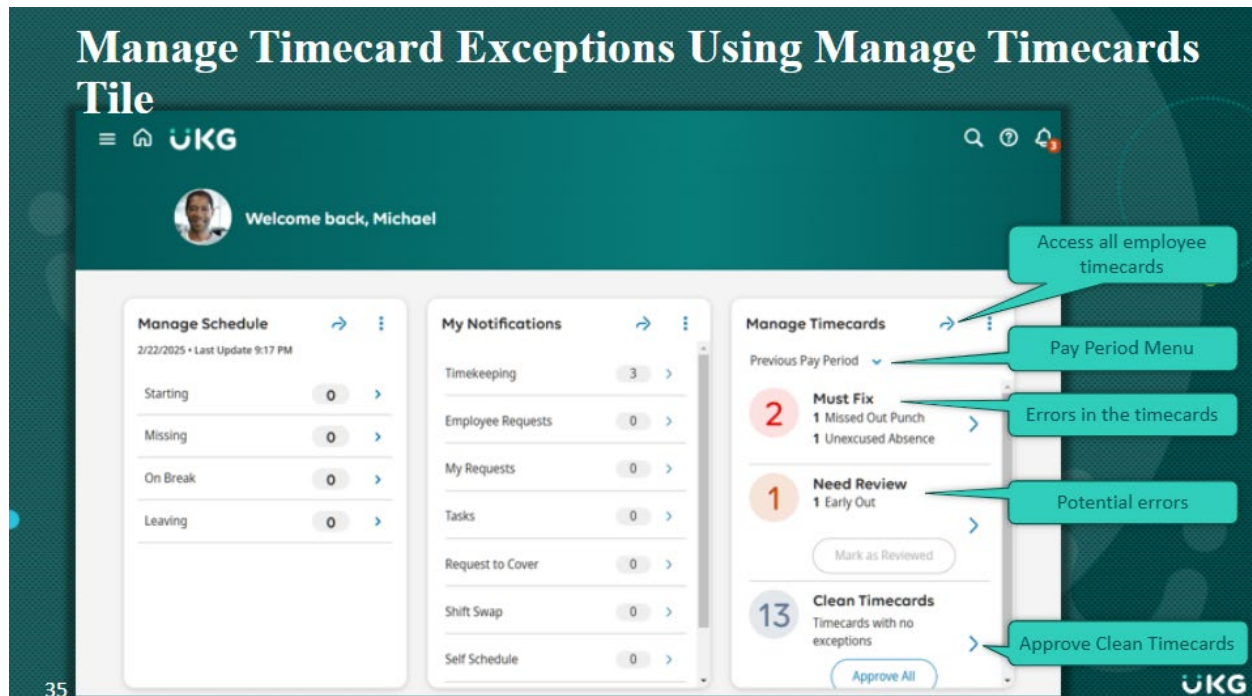 Manage Timecard Exceptions Using Manage Timecards
Tile
UKG
3
Welcome back, Michael
Manage Schedule
2/22/2025 • Last Update 9:17 PM
Starting 0
Missing 0
On Break 0
Leaving 0
My Notifications
Timekeeping 3
Employee Requests 0
My Requests 0
Tasks 0
Request to Cover 0
Shift Swap 0
Self Schedule 0
Manage Timecards
Previous Pay Period
2
Must Fix
1 Missed Out Punch
1 Unexcused Absence
1
Need Review
1 Early Out
Mark as Reviewed
13
Clean Timecards
Timecards with no
exceptions
Approve All
Access all employee
timecards
Pay Period Menu
Errors in the timecards
Potential errors
Approve Clean Timecards
35
UKG